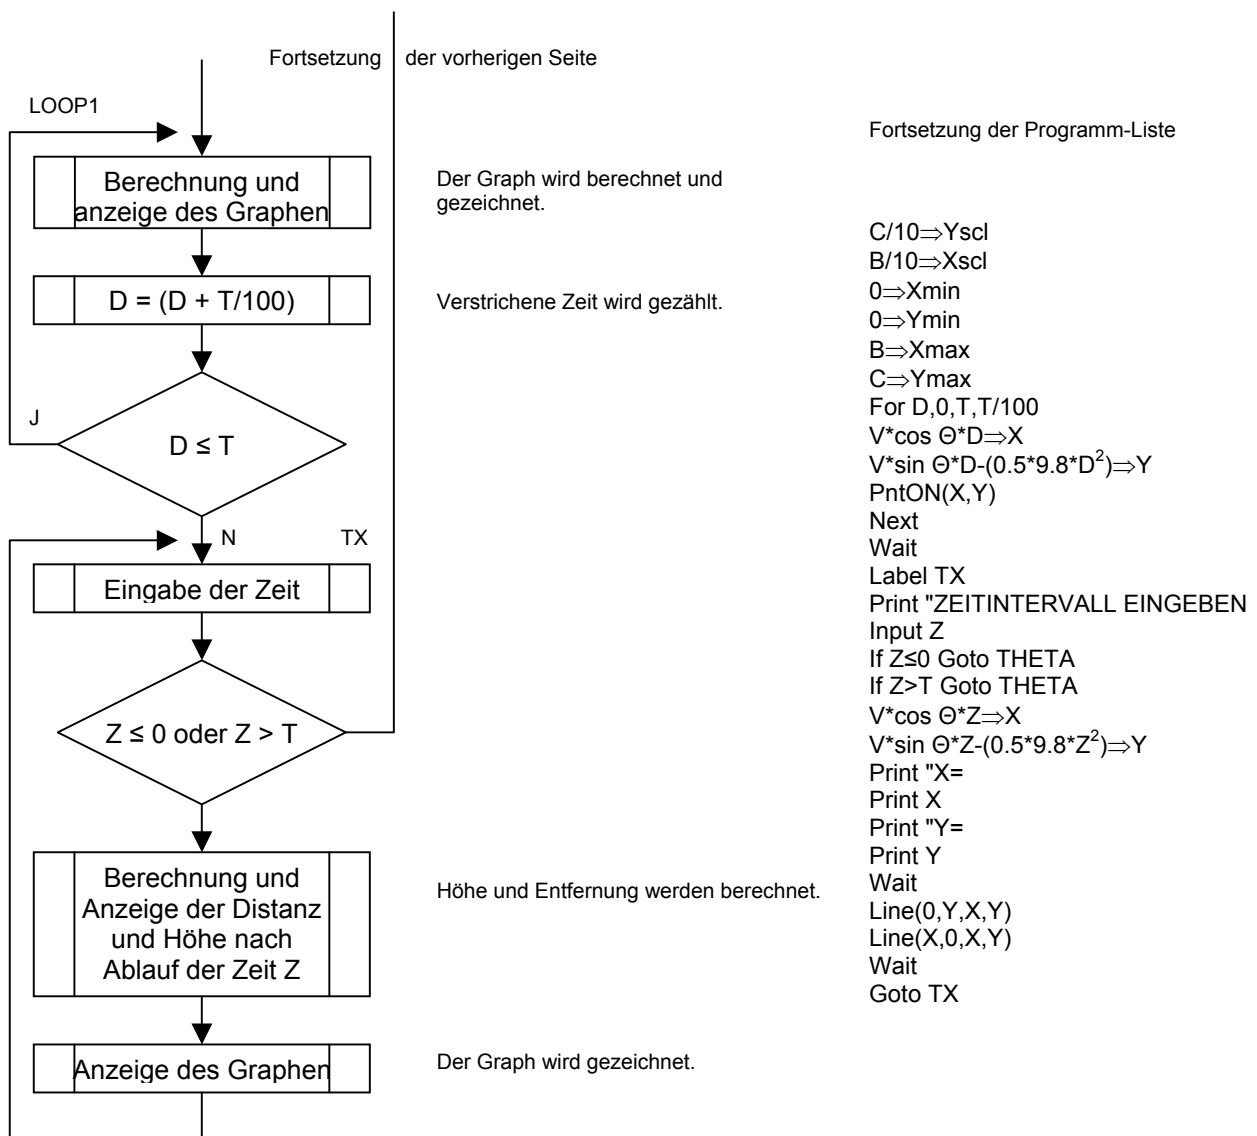 Fortsetzung der vorherigen Seite
LOOP1
Fortsetzung der Programm-Liste
Berechnung und
anzeige des Graphen
Der Graph wird berechnet und
gezeichnet.
D = (D + T/100)
Verstrichene Zeit wird gezählt.
J
D ≤ T
N
TX
Eingabe der Zeit
Z ≤ 0 oder Z > T
Berechnung und
Anzeige der Distanz
und Höhe nach
Ablauf der Zeit Z
Höhe und Entfernung werden berechnet.
Anzeige des Graphen
Der Graph wird gezeichnet.
C/10⇒Yscl
B/10⇒Xscl
0⇒Xmin
0⇒Ymin
B⇒Xmax
C⇒Ymax
For D,0,T,T/100
V*cos Θ*D⇒X
V*sin Θ*D-(0.5*9.8*D²)⇒Y
PntON(X,Y)
Next
Wait
Label TX
Print "ZEITINTERVALL EINGEBEN
Input Z
If Z≤0 Goto THETA
If Z>T Goto THETA
V*cos Θ*Z⇒X
V*sin Θ*Z-(0.5*9.8*Z²)⇒Y
Print "X=
Print X
Print "Y=
Print Y
Wait
Line(0,Y,X,Y)
Line(X,0,X,Y)
Wait
Goto TX